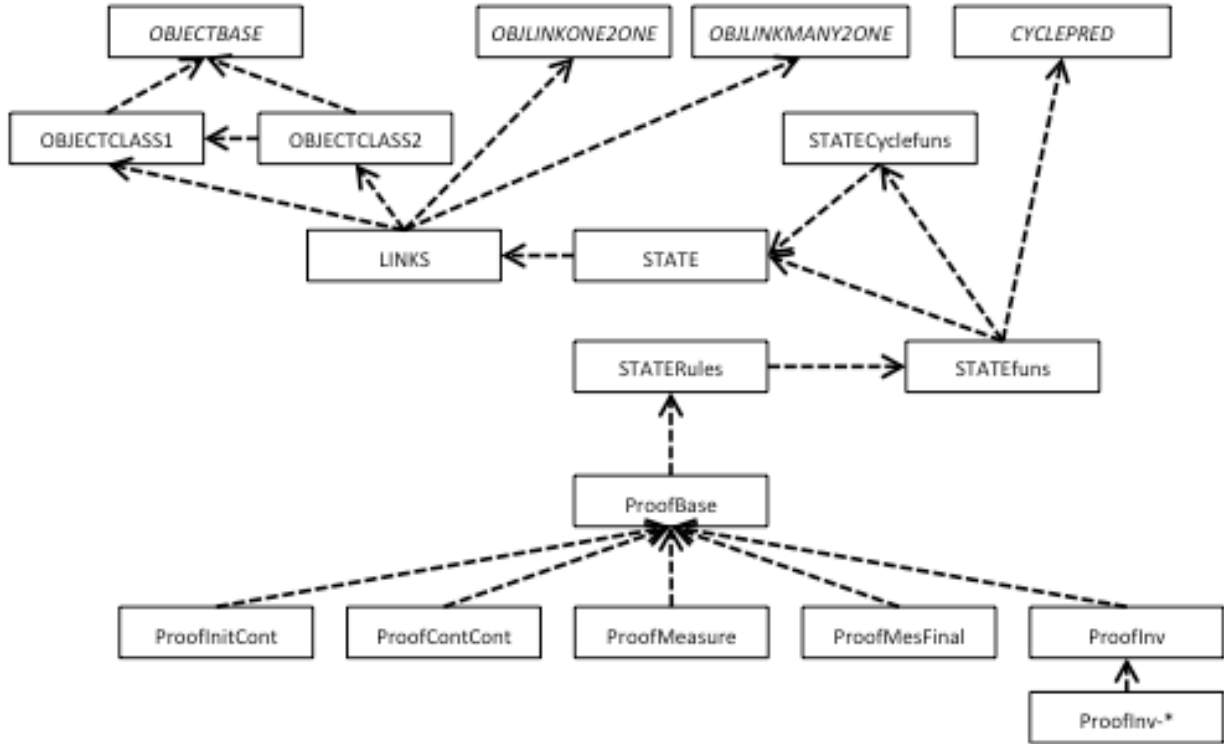 OBJECTBASE
OBJLINKONE2ONE
OBJLINKMANY2ONE
CYCLEPRED
OBJECTCLASS1
OBJECTCLASS2
STATECyclefuns
LINKS
STATE
STATERules
STATEfuns
ProofBase
ProofInitCont
ProofContCont
ProofMeasure
ProofMesFinal
ProofInv
ProofInv-*